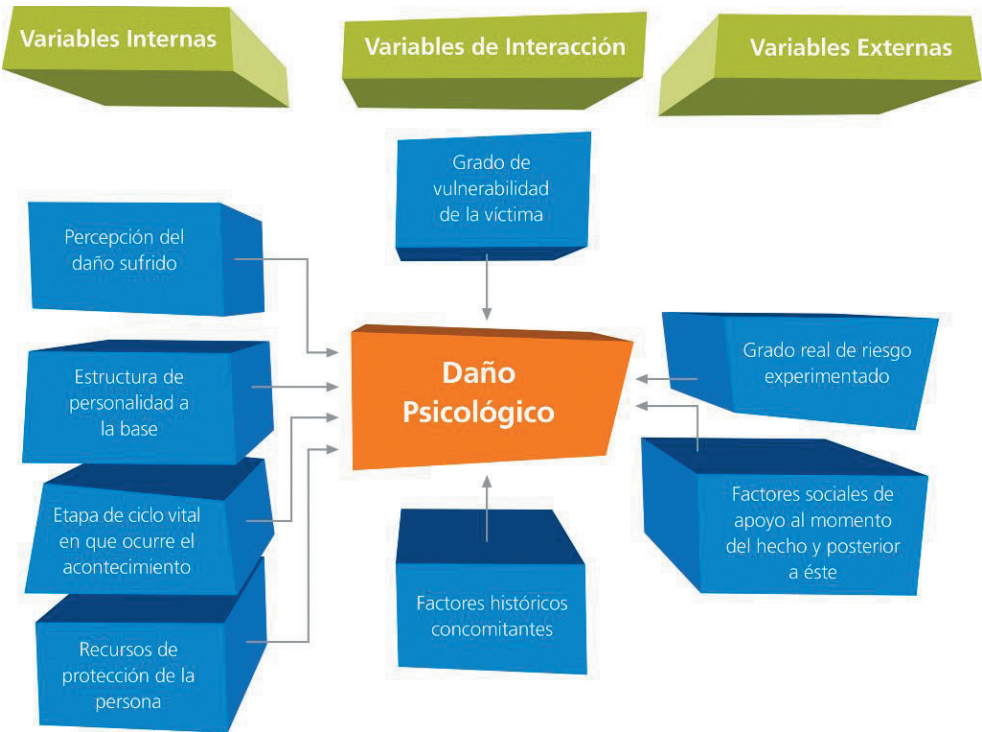 Variables Internas
Variables de Interacción
Variables Externas
Grado de
vulnerabilidad
de la víctima
Percepción del
daño sufrido
Estructura de
personalidad a
la base
Etapa de ciclo vital
en que ocurre el
acontecimiento
Recursos de
protección de la
persona
Daño
Psicológico
Factores históricos
concomitantes
Grado real de riesgo
experimentado
Factores sociales de
apoyo al momento
del hecho y posterior
a éste